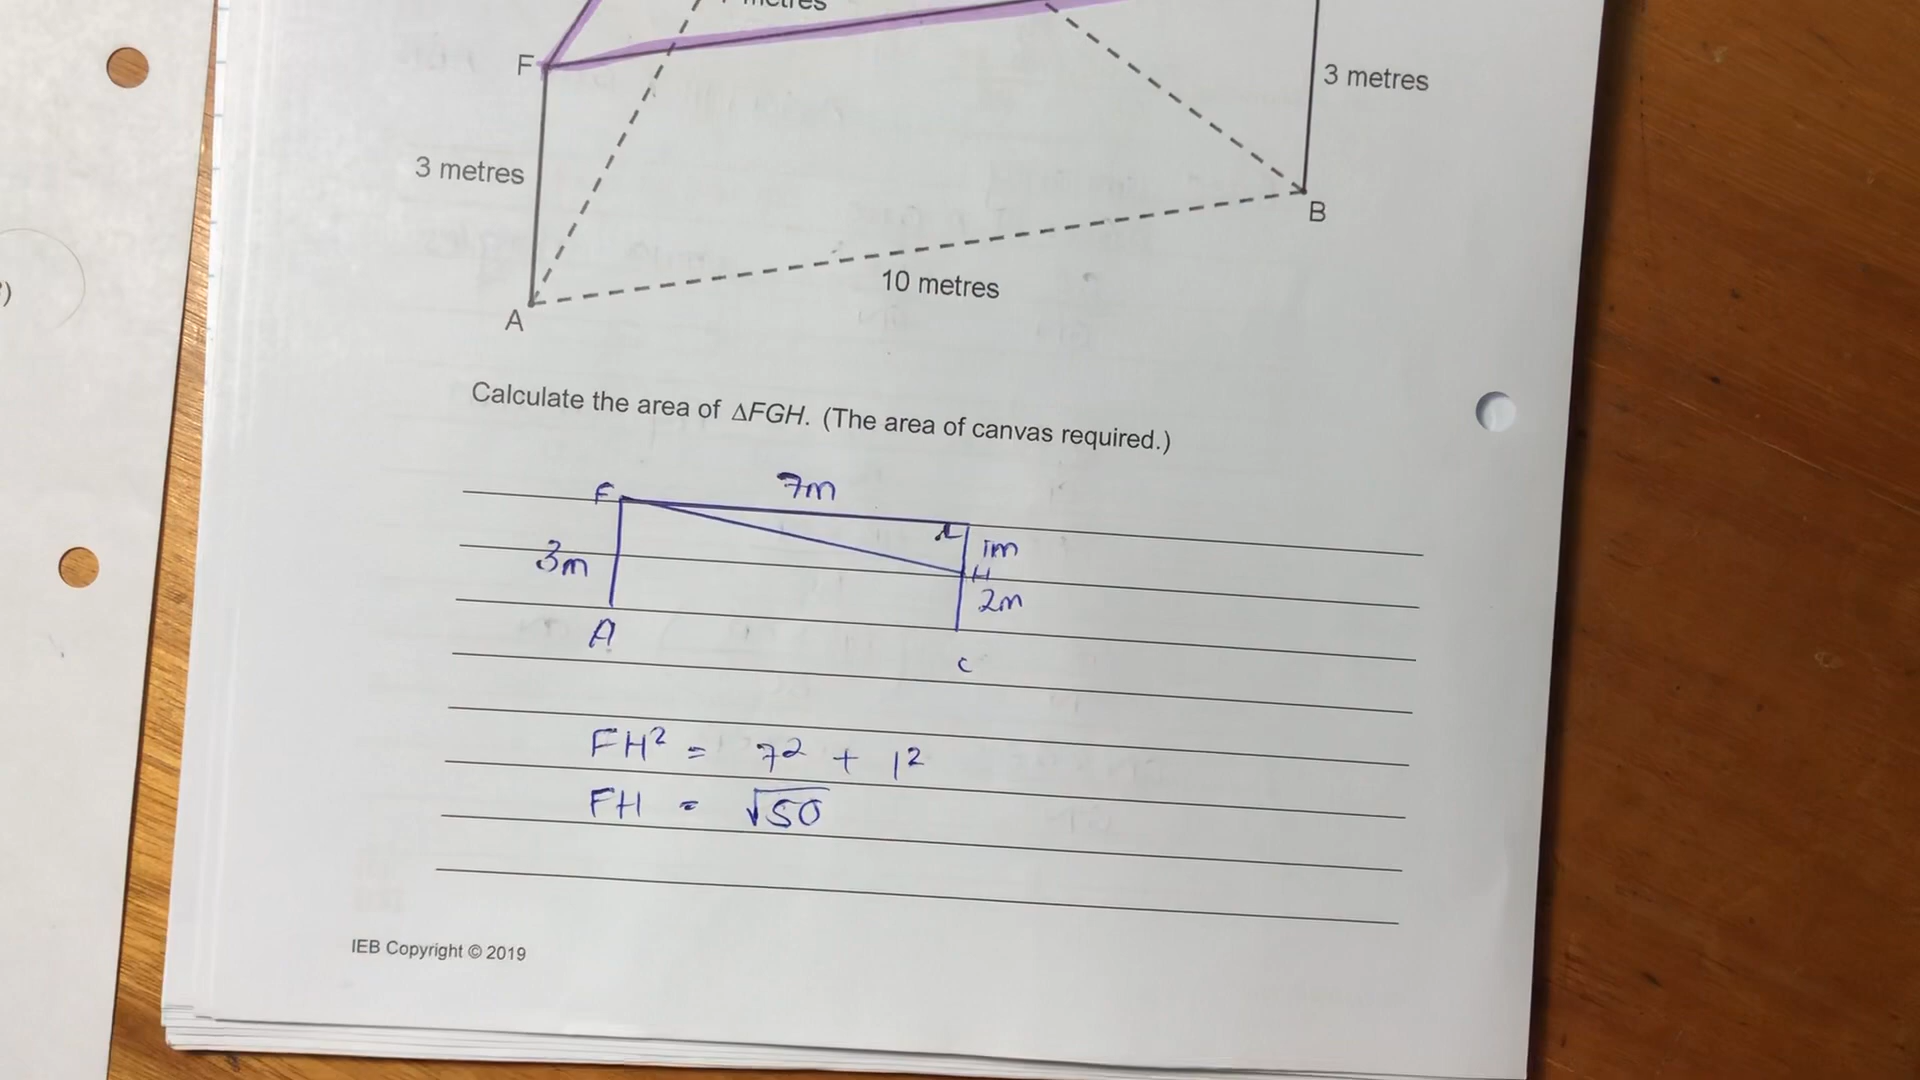 metres
F
3 metres
3 metres
B
10 metres
A
Calculate the area of ΔFGH. (The area of canvas required.)
F
7m
1m
3m
H
2m
A
C
FH² = 7² + 1²
FH = √50
IEB Copyright © 2019